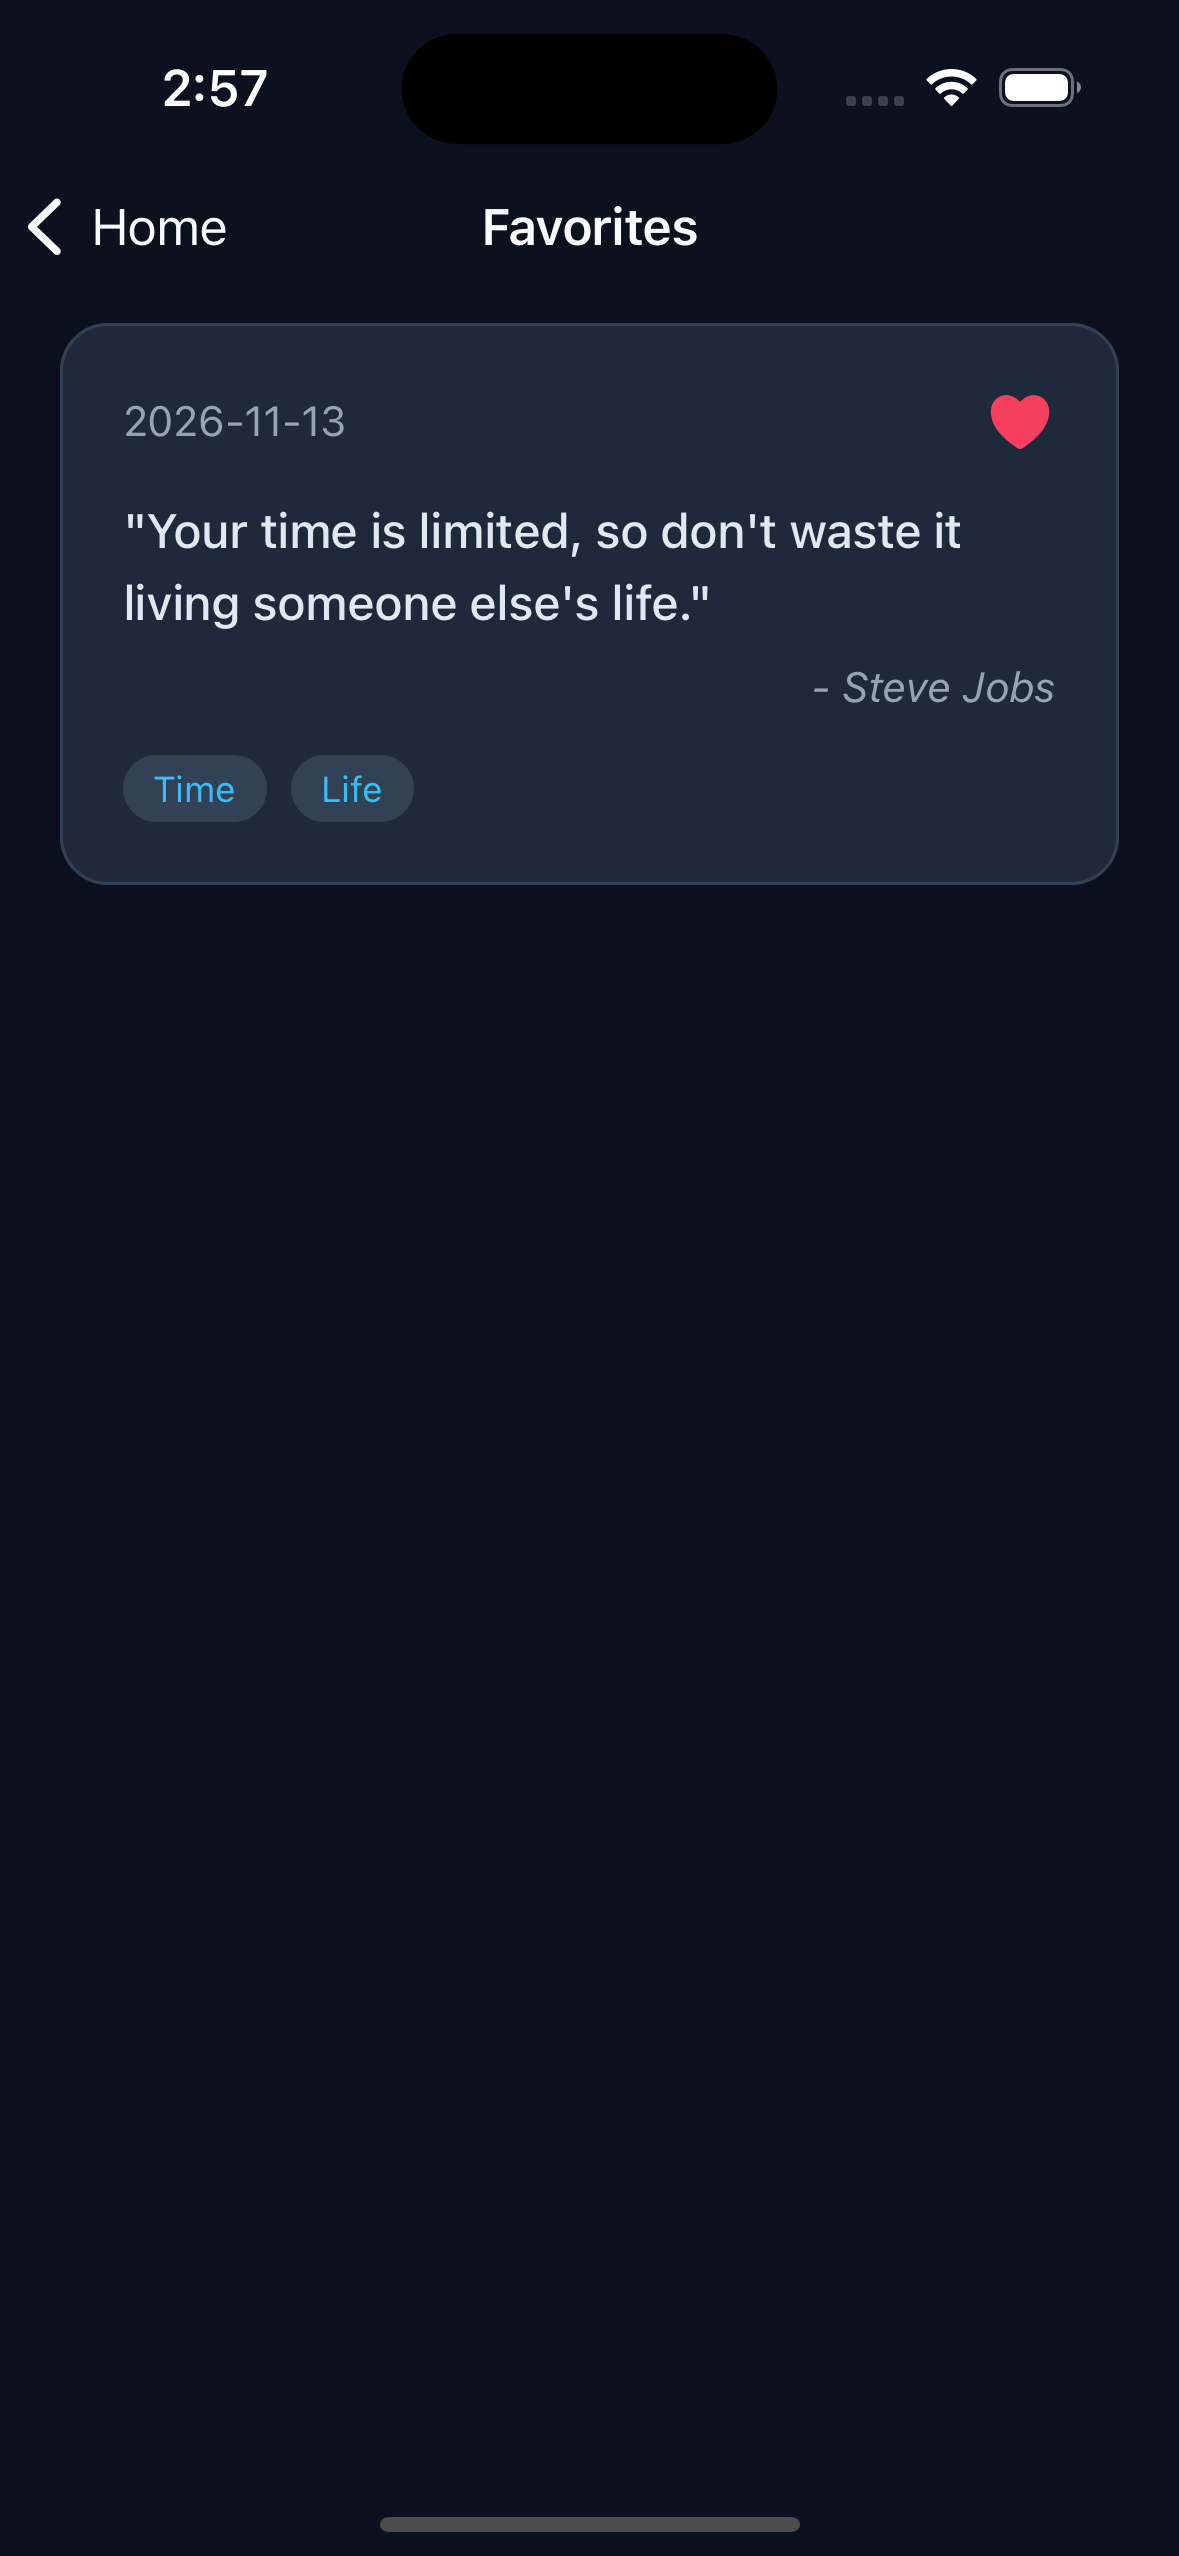 2:57
Home
Favorites
2026-11-13
"Your time is limited, so don't waste it
living someone else's life."
- Steve Jobs
Time
Life